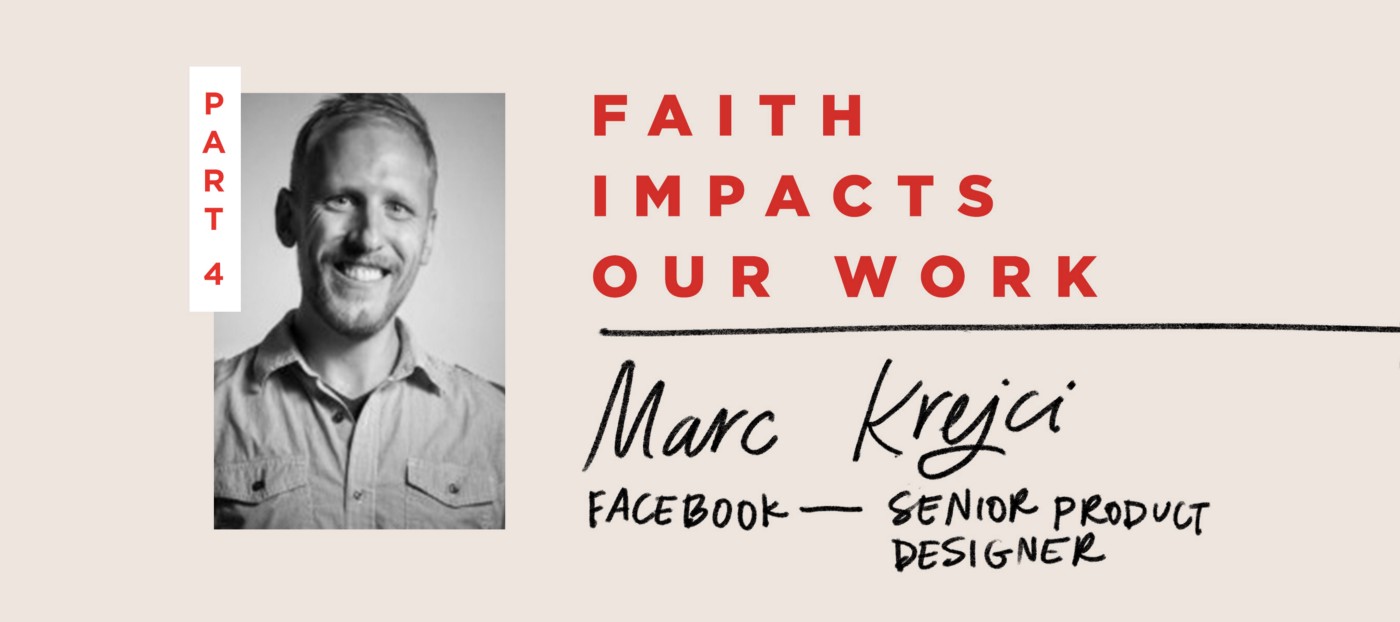 PART 4
FAITH
IMPACTS
OUR WORK
Marc Krejci
FACEBOOK — SENIOR PRODUCT
DESIGNER